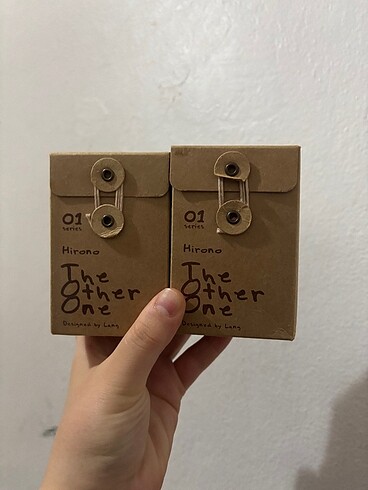 01
series
Hirono
The
Other
One
Designed by Lang
01
series
Hirono
The
Other
One
Designed by Lang